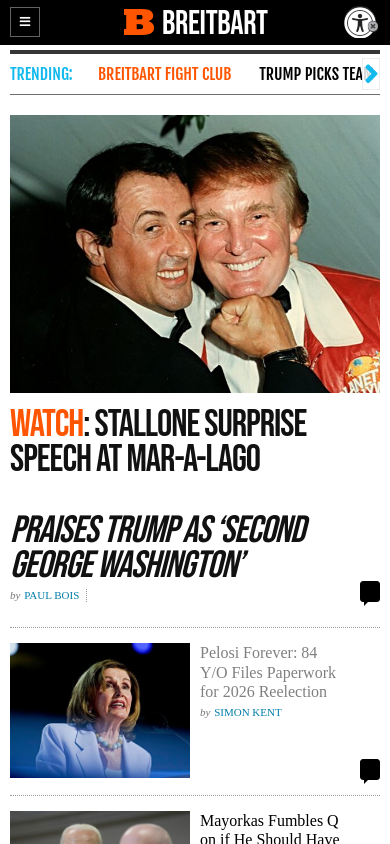 BREITBART
TRENDING: BREITBART FIGHT CLUB TRUMP PICKS TEA
WATCH: STALLONE SURPRISE
SPEECH AT MAR-A-LAGO
PRAISES TRUMP AS ‘SECOND
GEORGE WASHINGTON’
by PAUL BOIS
Pelosi Forever: 84
Y/O Files Paperwork
for 2026 Reelection
by SIMON KENT
Mayorkas Fumbles Q
on if He Should Have